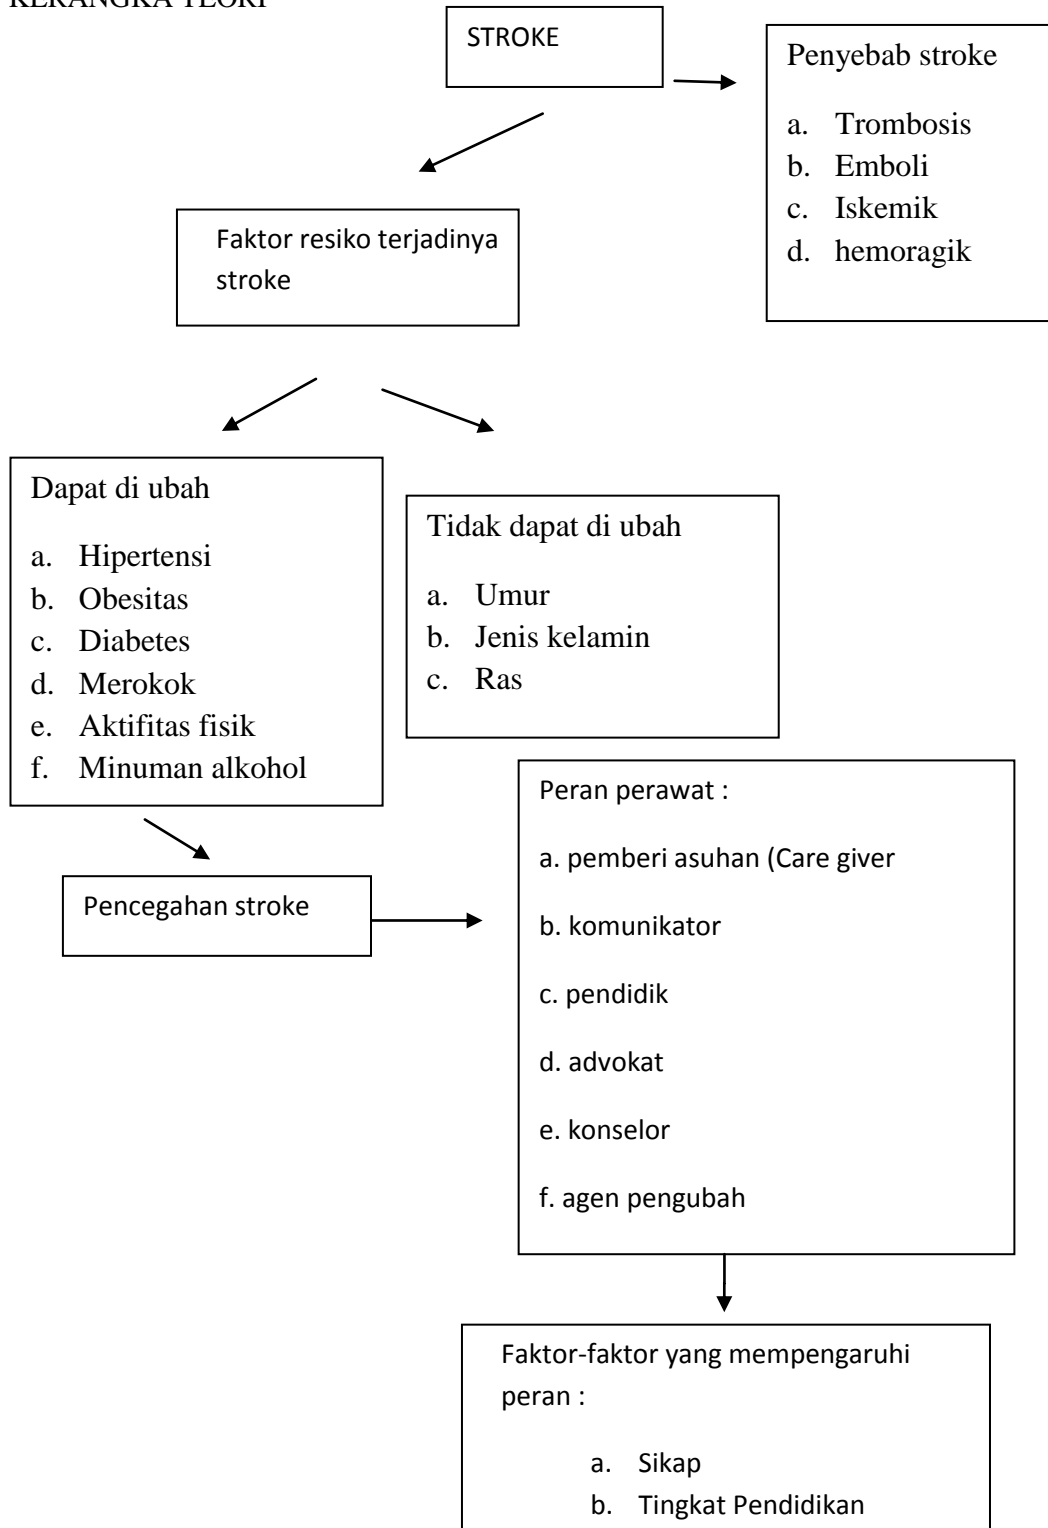 KERANGKA TEORI
STROKE
Penyebab stroke
a. Trombosis
b. Emboli
c. Iskemik
d. hemoragik
Faktor resiko terjadinya
stroke
Dapat di ubah
a. Hipertensi
b. Obesitas
c. Diabetes
d. Merokok
e. Aktifitas fisik
f. Minuman alkohol
Tidak dapat di ubah
a. Umur
b. Jenis kelamin
c. Ras
Pencegahan stroke
Peran perawat :
a. pemberi asuhan (Care giver
b. komunikator
c. pendidik
d. advokat
e. konselor
f. agen pengubah
Faktor-faktor yang mempengaruhi
peran :
a. Sikap
b. Tingkat Pendidikan